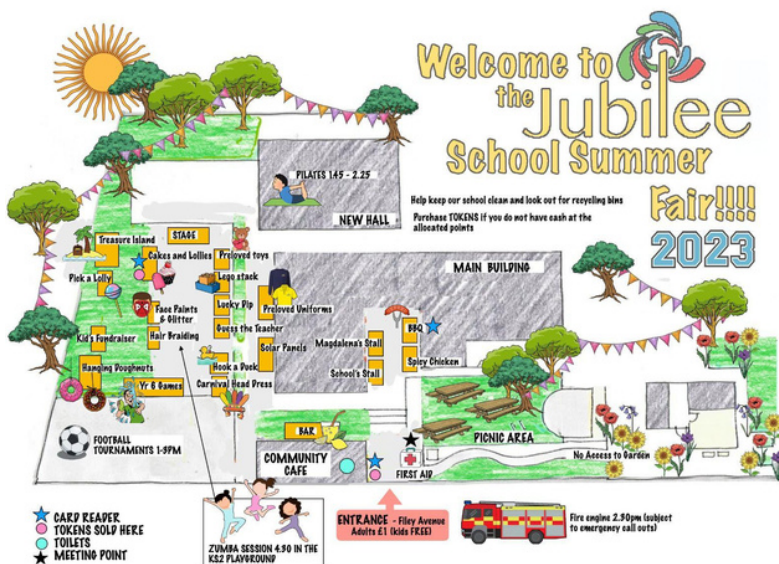 Welcome to
the Jubilee
School Summer
Fair!!!!
2023
Help keep our school clean and look out for recycling bins
Purchase TOKENS if you do not have cash at the
allocated points
PILATES 1.45 - 2.25
NEW HALL
MAIN BUILDING
STAGE
Treasure Island
Cakes and Lollies
Preloved toys
Pick a Lolly
Lego stack
Face Paints
& Glitter
Lucky Dip
Preloved Uniforms
Kid's Fundraiser
Hair Braiding
Guess the Teacher
Solar Panels
Hanging Doughnuts
Hook a Duck
Yr 6 Games
Carnival Head Dress
BBQ
Magdalena's Stall
School's Stall
Spicy Chicken
FOOTBALL
TOURNAMENTS 1-3PM
BAR
COMMUNITY
CAFE
FIRST AID
PICNIC AREA
No Access to Garden
CARD READER
TOKENS SOLD HERE
TOILETS
MEETING POINT
ZUMBA SESSION 4.30 IN THE
KS2 PLAYGROUND
ENTRANCE - Filey Avenue
Adults £1 (kids FREE)
Fire engine 2.30pm (subject
to emergency call outs)